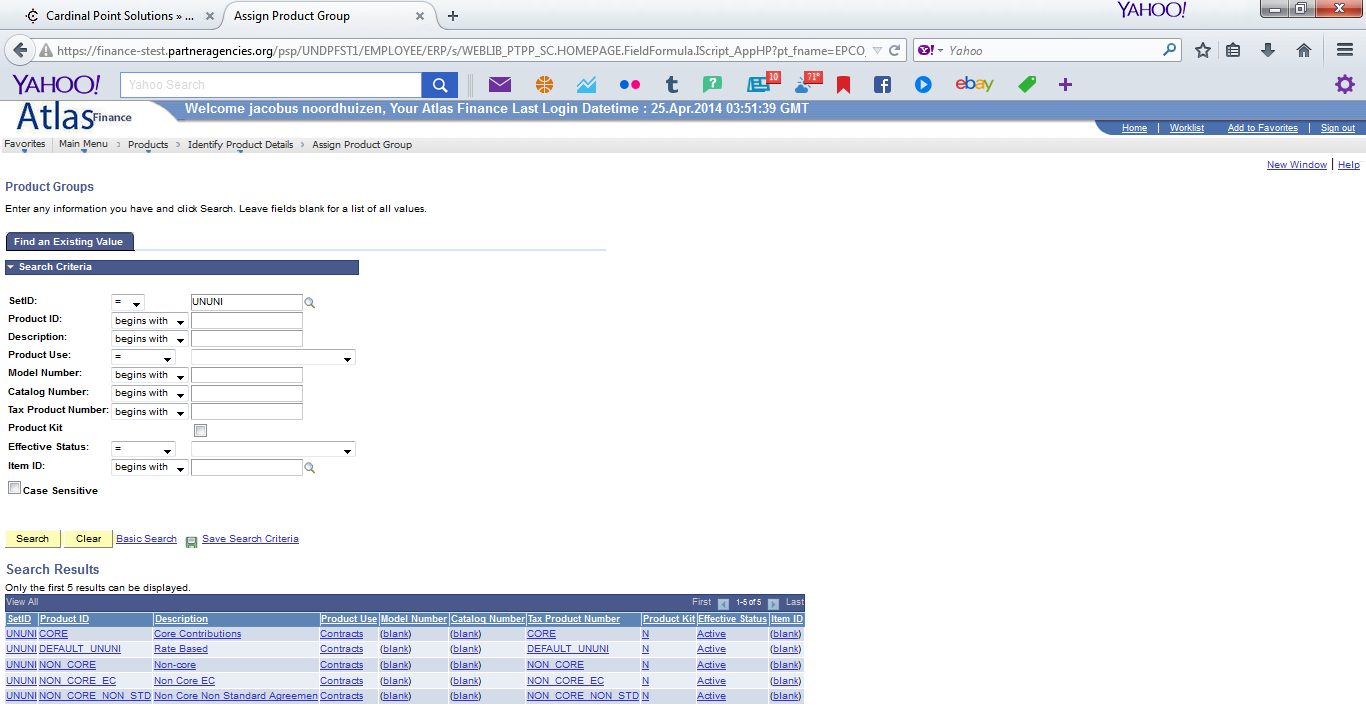 Cardinal Point Solutions » ...
Assign Product Group
YAHOO!
https://finance-stest.partneragencies.org/psp/UNDPFST1/EMPLOYEE/ERP/s/WEBLIB_PTPP_SC.HOMEPAGE.FieldFormula.IScript_AppHP?pt_fname=EPCO_
Yahoo
YAHOO!
Yahoo Search
10
71°
ebay
Atlas Finance
Welcome jacobus noordhuizen, Your Atlas Finance Last Login Datetime : 25.Apr.2014 03:51:39 GMT
Home | Worklist Add to Favorites | Sign out
Favorites Main Menu > Products > Identify Product Details > Assign Product Group
New Window | Help
Product Groups
Enter any information you have and click Search. Leave fields blank for a list of all values.
Find an Existing Value
Search Criteria
SetID: = UNUNI
Product ID: begins with
Description: begins with
Product Use: =
Model Number: begins with
Catalog Number: begins with
Tax Product Number: begins with
Product Kit
Effective Status: =
Item ID: begins with
Case Sensitive
Search Clear Basic Search Save Search Criteria
Search Results
Only the first 5 results can be displayed.
View All First 1-5 of 5 Last
SetID Product ID Description Product Use Model Number Catalog Number Tax Product Number Product Kit Effective Status Item ID
UNUNI CORE Core Contributions Contracts (blank) (blank) CORE N Active (blank)
UNUNI DEFAULT_UNUNI Rate Based Contracts (blank) (blank) DEFAULT_UNUNI N Active (blank)
UNUNI NON_CORE Non-core Contracts (blank) (blank) NON_CORE N Active (blank)
UNUNI NON_CORE_EC Non Core EC Contracts (blank) (blank) NON_CORE_EC N Active (blank)
UNUNI NON_CORE_NON_STD Non Core Non Standard Agreemen Contracts (blank) (blank) NON_CORE_NON_STD N Active (blank)